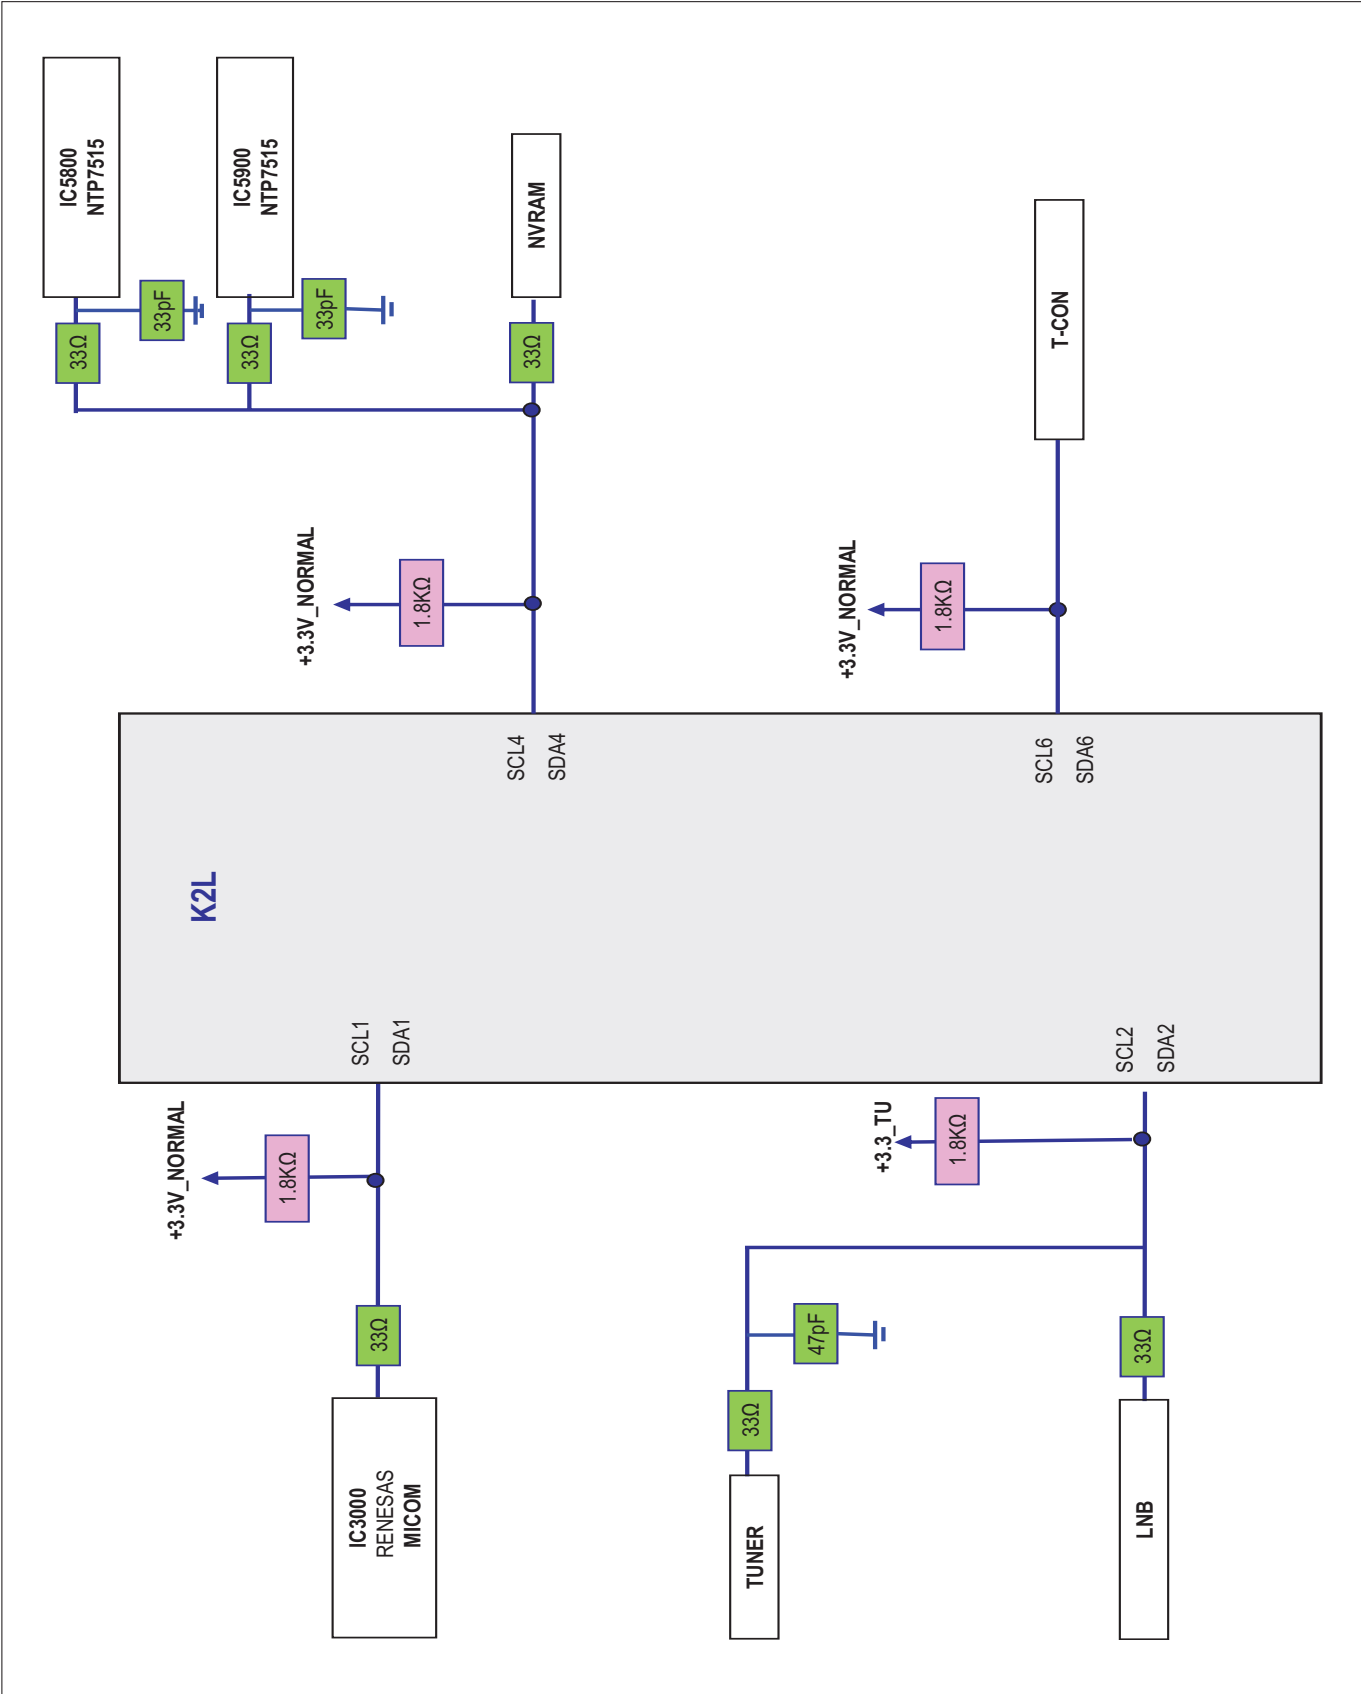 K2L
IC3000
RENESAS
MICOM
33Ω
+3.3V_NORMAL
1.8KΩ
SCL1
SDA1
TUNER
33Ω
47pF
LNB
33Ω
+3.3_TU
1.8KΩ
SCL2
SDA2
SCL4
SDA4
+3.3V_NORMAL
1.8KΩ
33Ω
33pF
IC5800
NTP7515
33Ω
33pF
IC5900
NTP7515
33Ω
NVRAM
SCL6
SDA6
+3.3V_NORMAL
1.8KΩ
T-CON